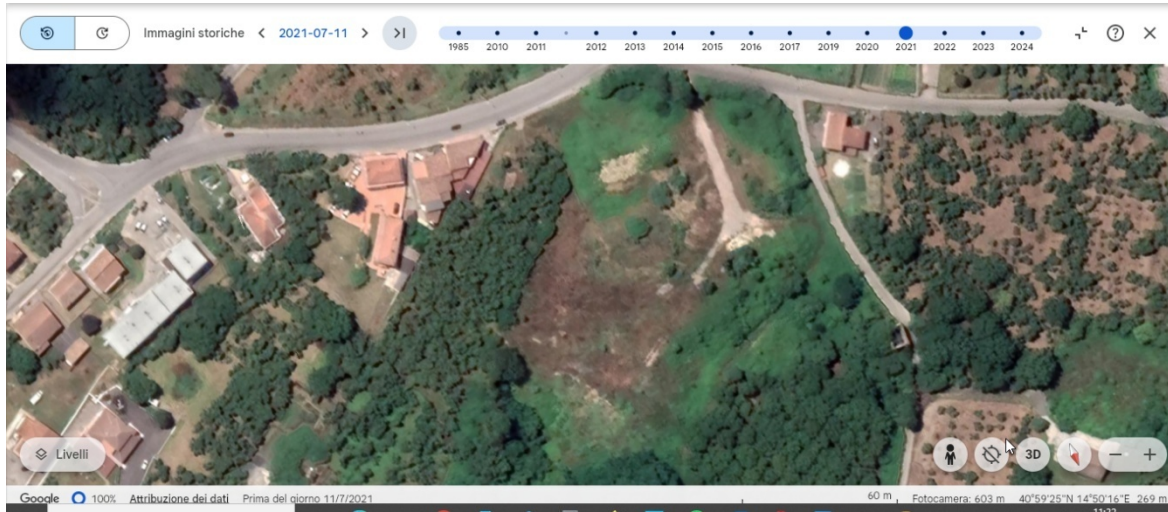 Immagini storiche 2021-07-11
1985 2010 2011 2012 2013 2014 2015 2016 2017 2019 2020 2021 2022 2023 2024
Livelli
3D
Google 100% Attribuzione dei dati Prima del giorno 11/7/2021 60 m Fotocamera: 603 m 40°59'25"N 14°50'16"E 269 m